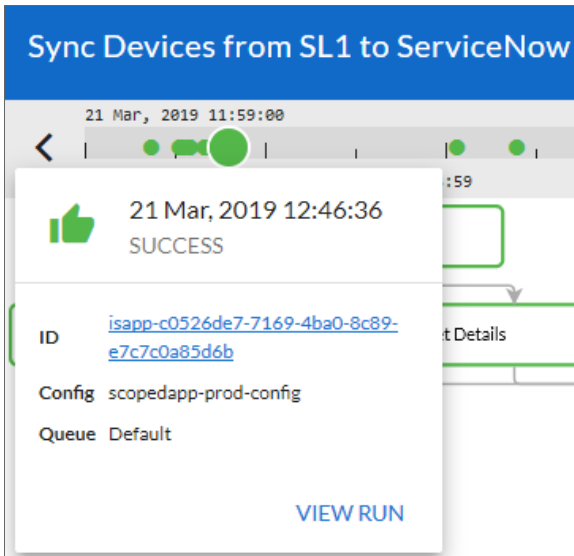 Sync Devices from SL1 to ServiceNow
21 Mar, 2019 11:59:00
:59
21 Mar, 2019 12:46:36
SUCCESS
ID isapp-c0526de7-7169-4ba0-8c89-
e7c7c0a85d6b
t Details
Config scopedapp-prod-config
Queue Default
VIEW RUN